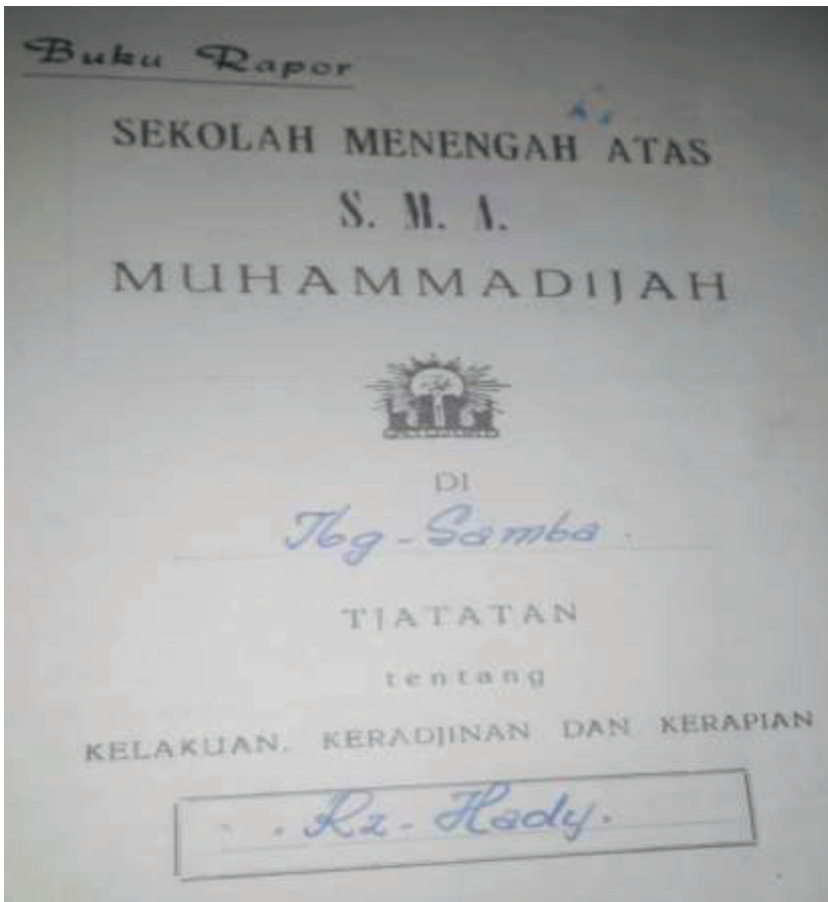 Buku Rapor
SEKOLAH MENENGAH ATAS
S. M. A.
MUHAMMADIJAH
DI
Tbg - Samba
TJATATAN
tentang
KELAKUAN, KERADJINAN DAN KERAPIAN
Rz - Hady.